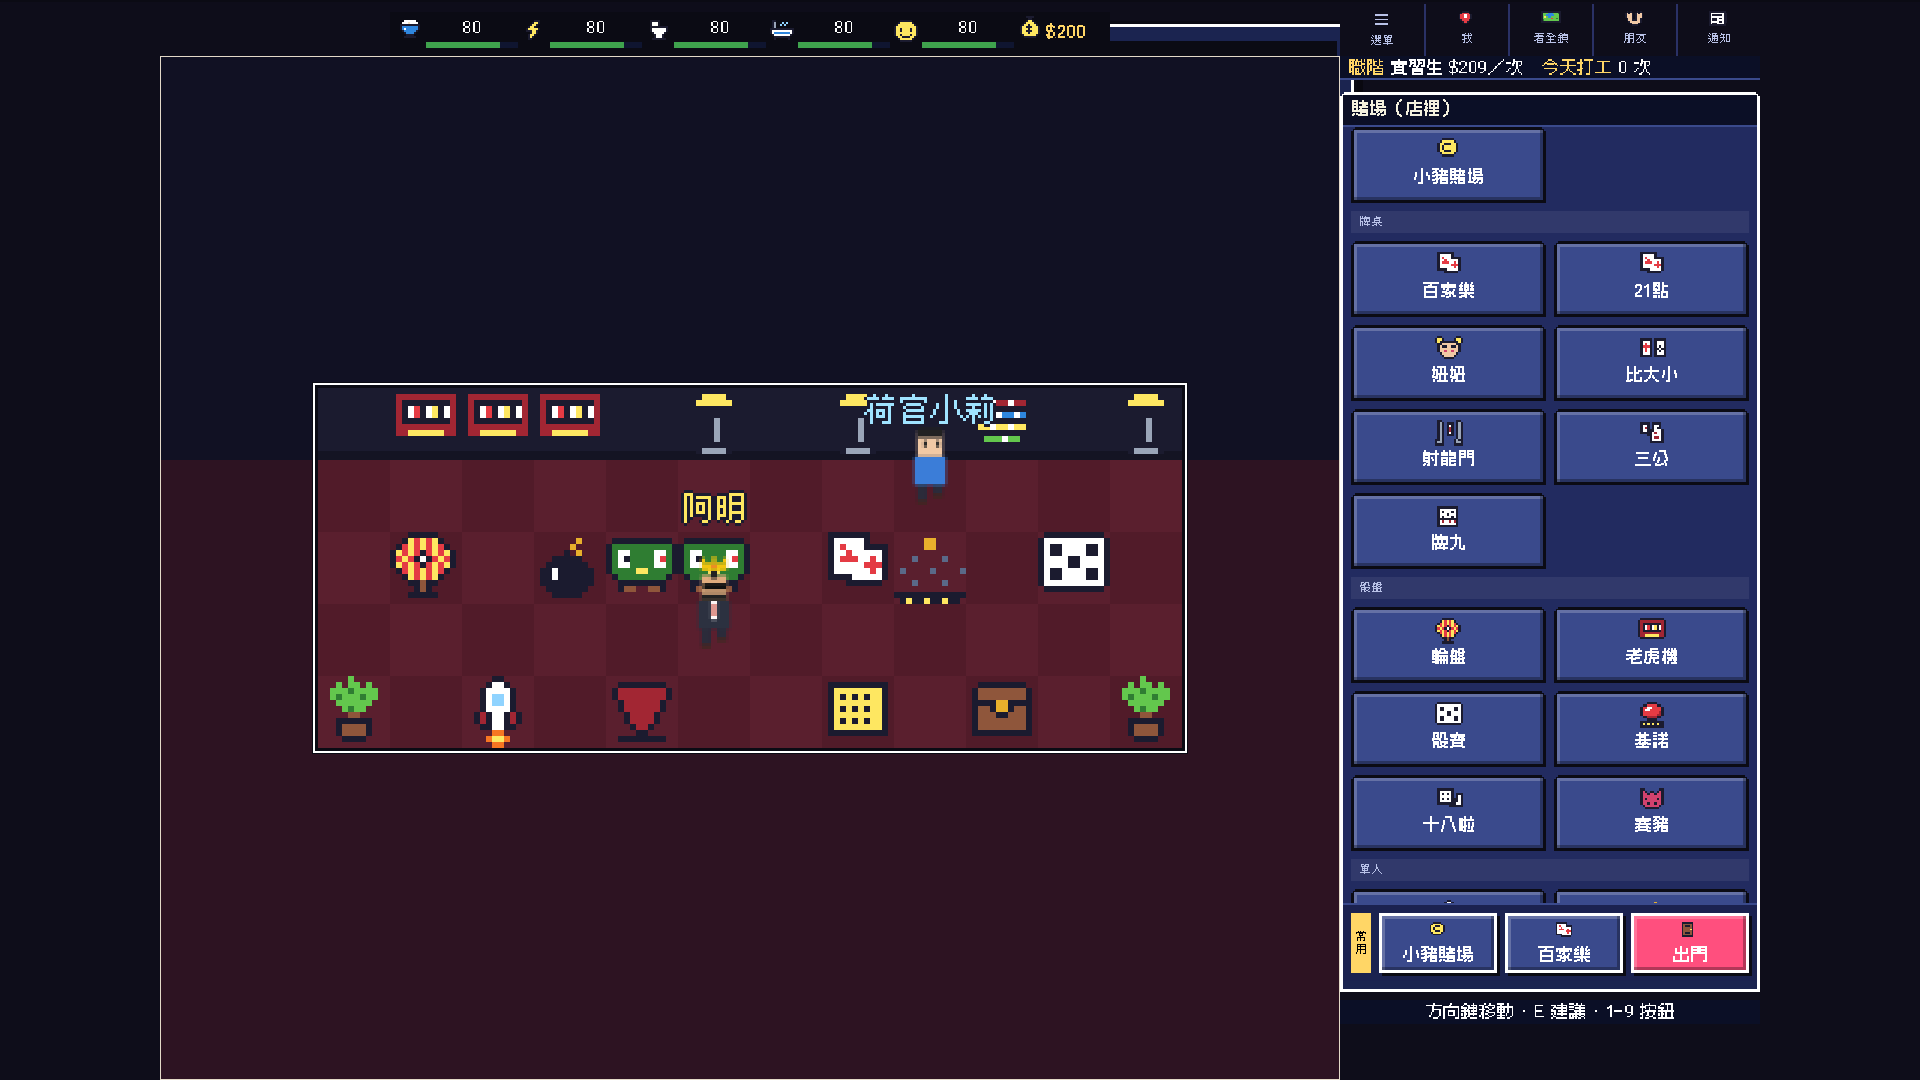 80 80 80 80 80 $200
選單 我 看全鎮 朋友 通知
職階 實習生 $209／次 今天打工 0 次
賭場（店裡）
小豬賭場
牌桌
百家樂 21點
妞妞 比大小
射龍門 三公
牌九
骰盤
輪盤 老虎機
骰寶 基諾
十八啦 賽豬
單人
常用 小豬賭場 百家樂 出門
方向鍵移動 · E 建議 · 1-9 按鈕
荷官小莉
阿明